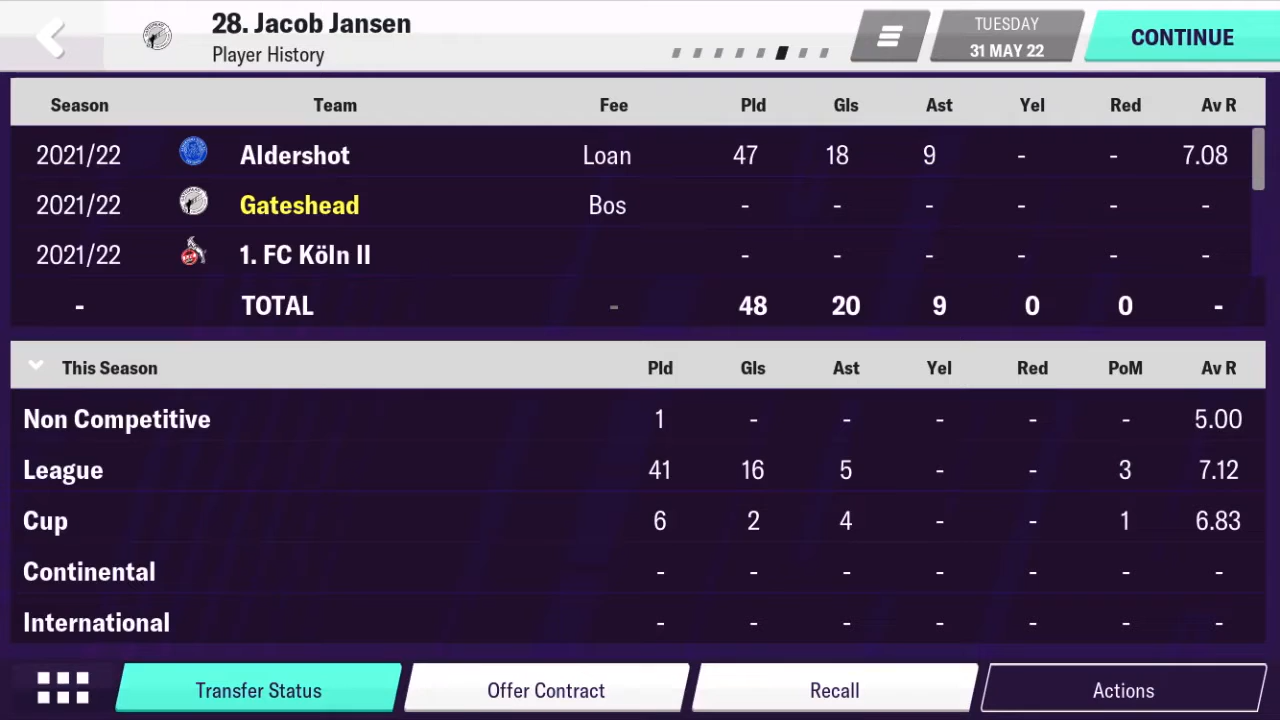 28. Jacob Jansen
Player History
TUESDAY
31 MAY 22
CONTINUE
Season Team Fee Pld Gls Ast Yel Red Av R
2021/22 Aldershot Loan 47 18 9 - - 7.08
2021/22 Gateshead Bos - - - - - -
2021/22 1. FC Köln II - - - - - -
- TOTAL - 48 20 9 0 0 -
This Season Pld Gls Ast Yel Red PoM Av R
Non Competitive 1 - - - - - 5.00
League 41 16 5 - - 3 7.12
Cup 6 2 4 - - 1 6.83
Continental - - - - - - -
International - - - - - - -
Transfer Status Offer Contract Recall Actions